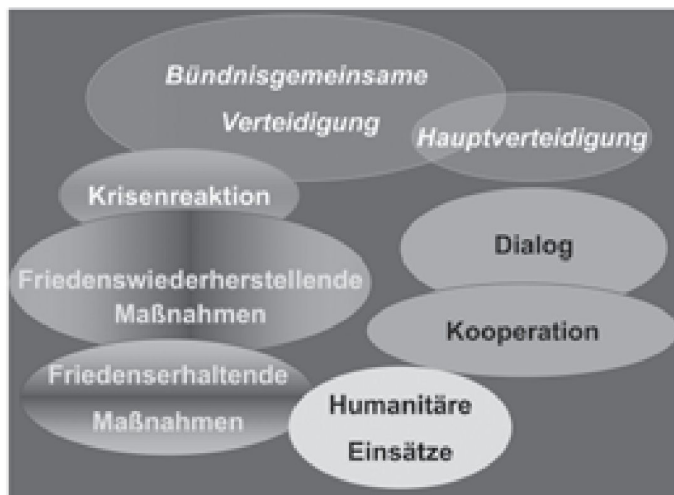 Bündnisgemeinsame
Verteidigung
Hauptverteidigung
Krisenreaktion
Friedenswiederherstellende
Maßnahmen
Dialog
Kooperation
Friedenserhaltende
Maßnahmen
Humanitäre
Einsätze